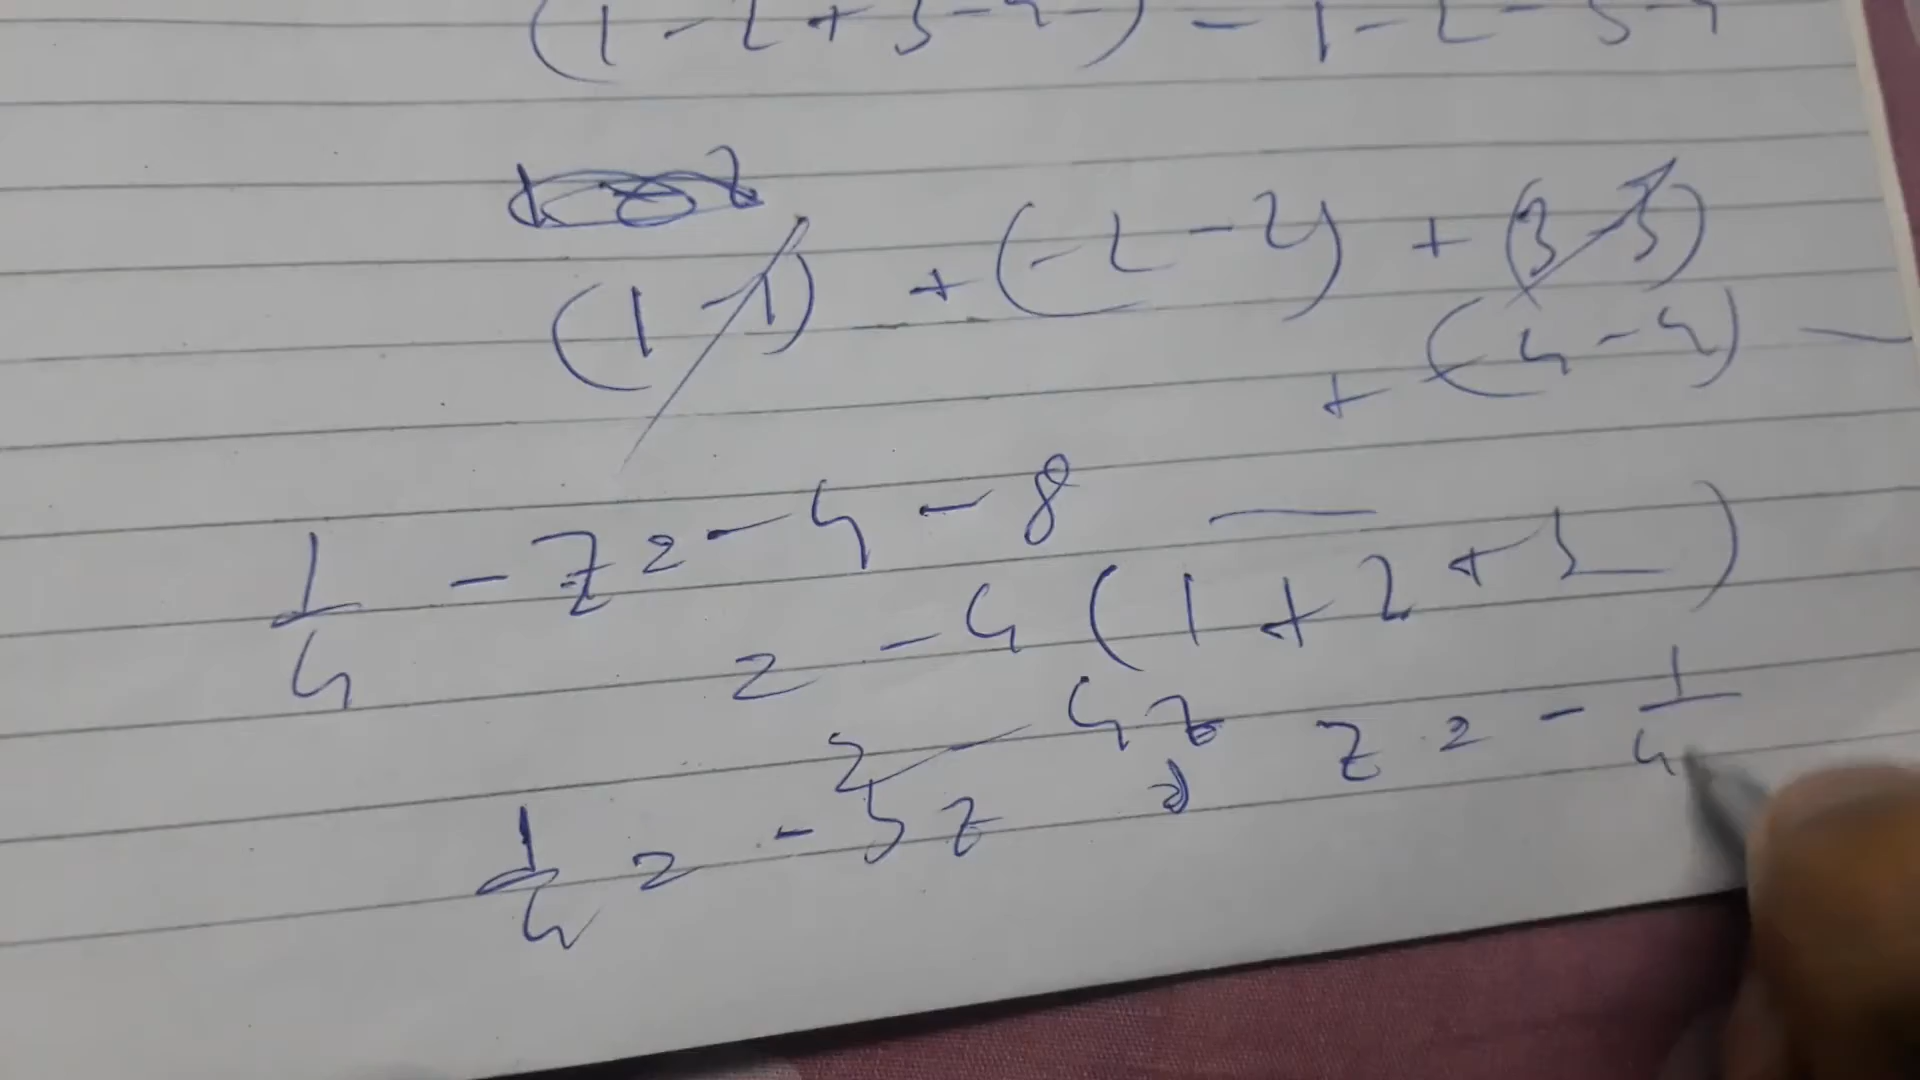 (1 - 2 + 3 - 4 -) - 1 - 2 - 3 - 4
(1 - 1) + (-2 - 2) + (3 - 3)
+ (4 - 4) —
1/4 - z = -4 - 8 —
= -4 (1 + 2 + 3 )
= - 4z
1/4 = - 3z ⇒ z = - 1/4